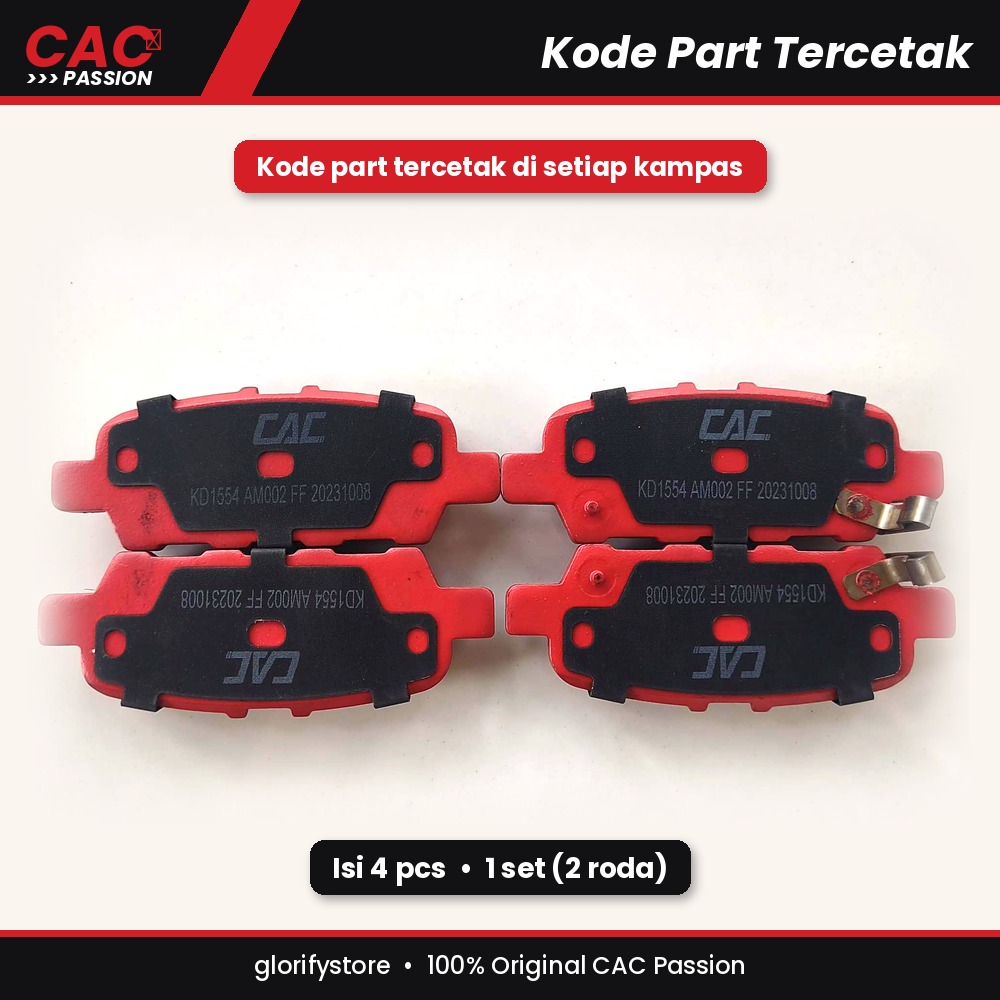 CAC
PASSION
Kode Part Tercetak
Kode part tercetak di setiap kampas
CAC
KD1554 AM002 FF 20231008
CAC
KD1554 AM002 FF 20231008
KD1554 AM002 FF 20231008
CAC
KD1554 AM002 FF 20231008
CAC
Isi 4 pcs • 1 set (2 roda)
glorifystore • 100% Original CAC Passion